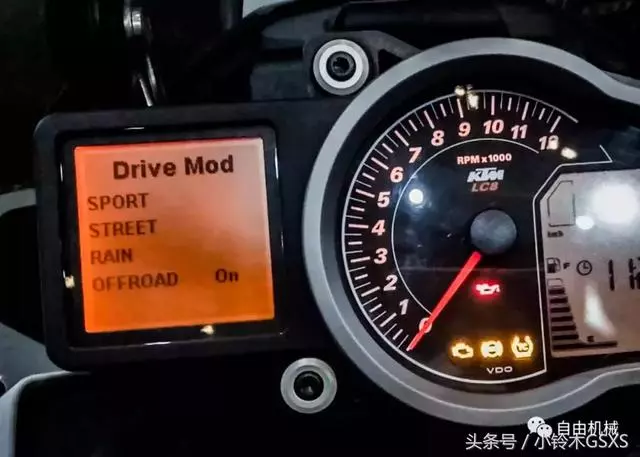 Drive Mod
SPORT
STREET
RAIN
OFFROAD On
1
2
3
4
5
6
7
8
9
10
11
12
RPM x 1000
KTM
LC8
0
km/h
F
TC
VDO
自由机械
头条号 / 小铃木GSXS